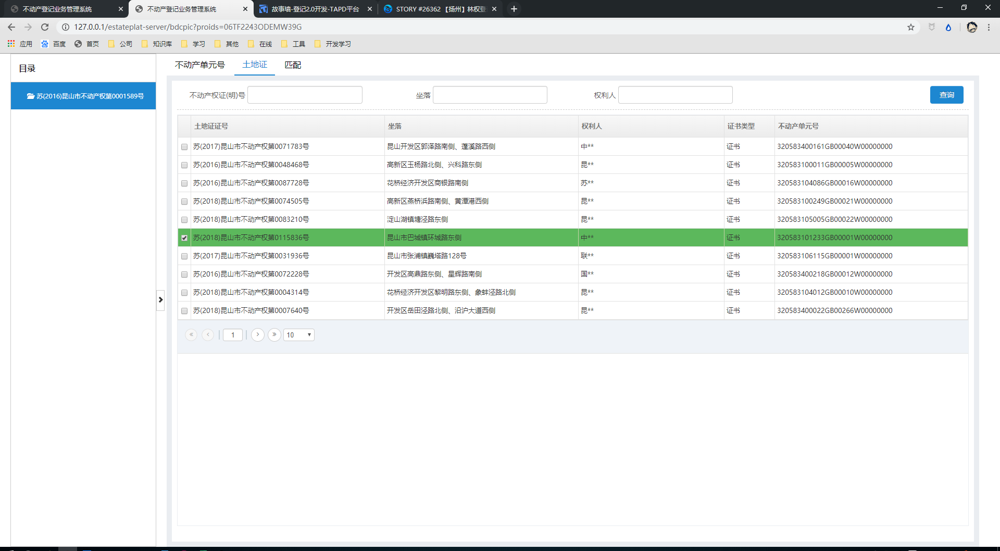 不动产登记业务管理系统
不动产登记业务管理系统
故事墙-登记2.0开发-TAPD平台
STORY #26362 【扬州】林权登
127.0.0.1/estateplat-server/bdcpic?proids=06TF2243ODEMW39G
应用 百度 首页 公司 知识库 学习 其他 在线 工具 开发学习
目录
苏(2016)昆山市不动产权第0001589号
不动产单元号 土地证 匹配
不动产权证(明)号 坐落 权利人 查询
土地证证号 坐落 权利人 证书类型 不动产单元号
苏(2017)昆山市不动产权第0071783号 昆山开发区郭泽路南侧、蓬溪路西侧 中** 证书 320583400161GB00040W00000000
苏(2016)昆山市不动产权第0048468号 高新区玉杨路北侧、兴科路东侧 昆** 证书 320583100011GB00005W00000000
苏(2016)昆山市不动产权第0087728号 花桥经济开发区商银路南侧 苏** 证书 320583104086GB00016W00000000
苏(2018)昆山市不动产权第0074505号 高新区燕桥浜路南侧、黄潭港西侧 昆** 证书 320583100249GB00021W00000000
苏(2018)昆山市不动产权第0083210号 淀山湖镇塘泾路东侧 昆** 证书 320583105005GB00022W00000000
苏(2018)昆山市不动产权第0115836号 昆山市巴城镇环城路东侧 中** 证书 320583101233GB00001W00000000
苏(2017)昆山市不动产权第0031936号 昆山市张浦镇巍塔路128号 联** 证书 320583106115GB00001W00000000
苏(2016)昆山市不动产权第0072228号 开发区高鼎路东侧、星辉路南侧 国** 证书 320583400218GB00012W00000000
苏(2018)昆山市不动产权第0004314号 花桥经济开发区黎明路东侧、象蚌泾路北侧 昆** 证书 320583104012GB00010W00000000
苏(2018)昆山市不动产权第0007640号 开发区岳田泾路北侧、沿沪大道西侧 昆** 证书 320583400022GB00266W00000000
1 10